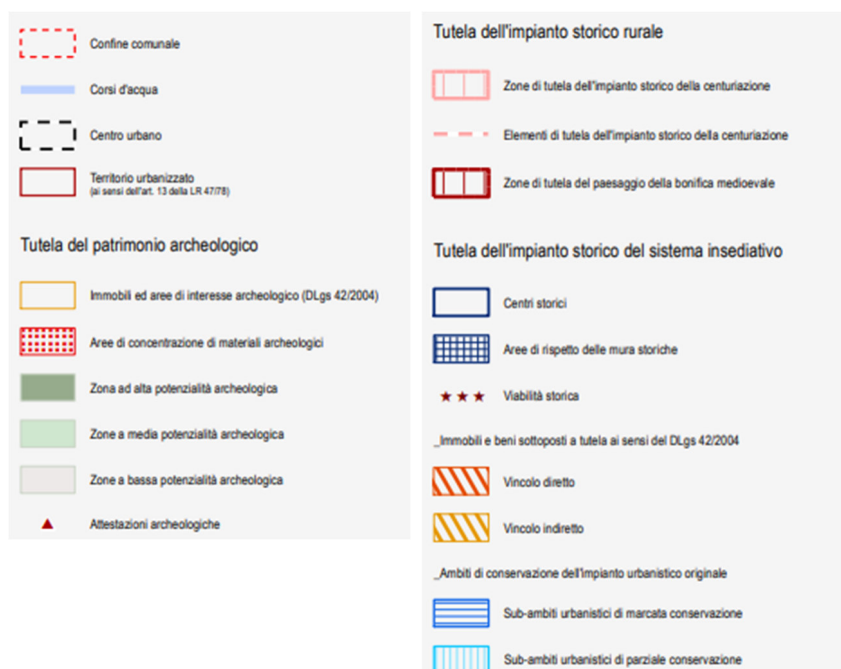 Confine comunale
Corsi d'acqua
Centro urbano
Territorio urbanizzato
(ai sensi dell'art. 13 della LR 47/78)
Tutela del patrimonio archeologico
Immobili ed aree di interesse archeologico (DLgs 42/2004)
Aree di concentrazione di materiali archeologici
Zona ad alta potenzialità archeologica
Zone a media potenzialità archeologica
Zone a bassa potenzialità archeologica
Attestazioni archeologiche
Tutela dell'impianto storico rurale
Zone di tutela dell'impianto storico della centuriazione
Elementi di tutela dell'impianto storico della centuriazione
Zone di tutela del paesaggio della bonifica medioevale
Tutela dell'impianto storico del sistema insediativo
Centri storici
Aree di rispetto delle mura storiche
Viabilità storica
_Immobili e beni sottoposti a tutela ai sensi del DLgs 42/2004
Vincolo diretto
Vincolo indiretto
_Ambiti di conservazione dell'impianto urbanistico originale
Sub-ambiti urbanistici di marcata conservazione
Sub-ambiti urbanistici di parziale conservazione